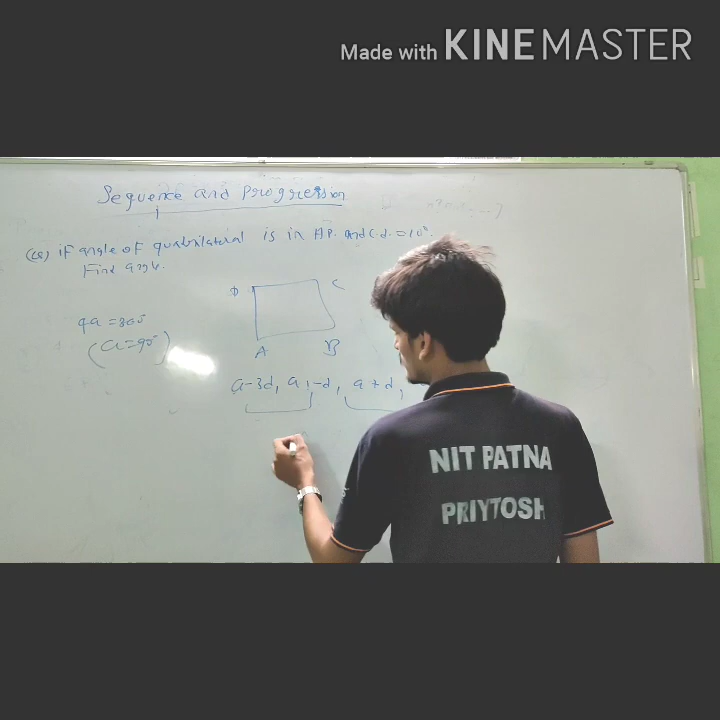 Made with KINEMASTER
Sequence and Progression
if angle of quadrilateral is in A.P. and c.d. = 10°.
Find angle.
D C
4a = 360
(a = 90°)
A B
a-3d, a-d, a+d,
NIT PATNA
PRIYTOSH